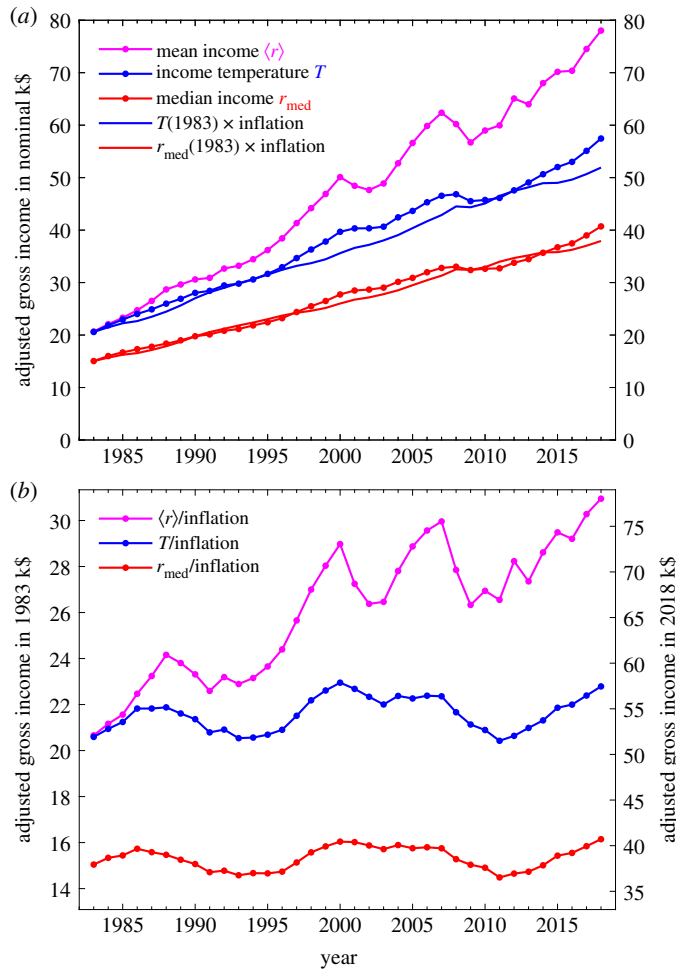 (a)
80
70
60
50
40
30
20
10
0
adjusted gross income in nominal k$
mean income ⟨r⟩
income temperature T
median income r_med
T(1983) × inflation
r_med(1983) × inflation
80
70
60
50
40
30
20
10
0
1985 1990 1995 2000 2005 2010 2015
(b)
30
28
26
24
22
20
18
16
14
adjusted gross income in 1983 k$
⟨r⟩/inflation
T/inflation
r_med/inflation
75
70
65
60
55
50
45
40
35
adjusted gross income in 2018 k$
1985 1990 1995 2000 2005 2010 2015
year